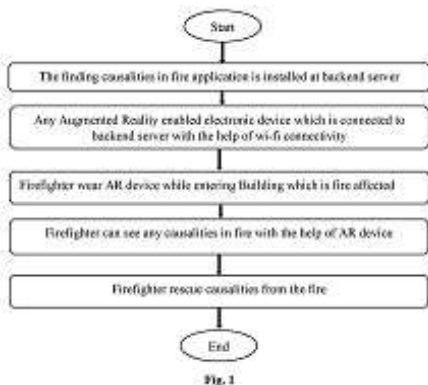 Start
The finding causalities in fire application is installed at backend server
Any Augmented Reality enabled electronic device which is connected to
backend server with the help of wi-fi connectivity
Firefighter wear AR device while entering Building which is fire affected
Firefighter can see any causalities in fire with the help of AR device
Firefighter rescue causalities from the fire
End
Fig. 1